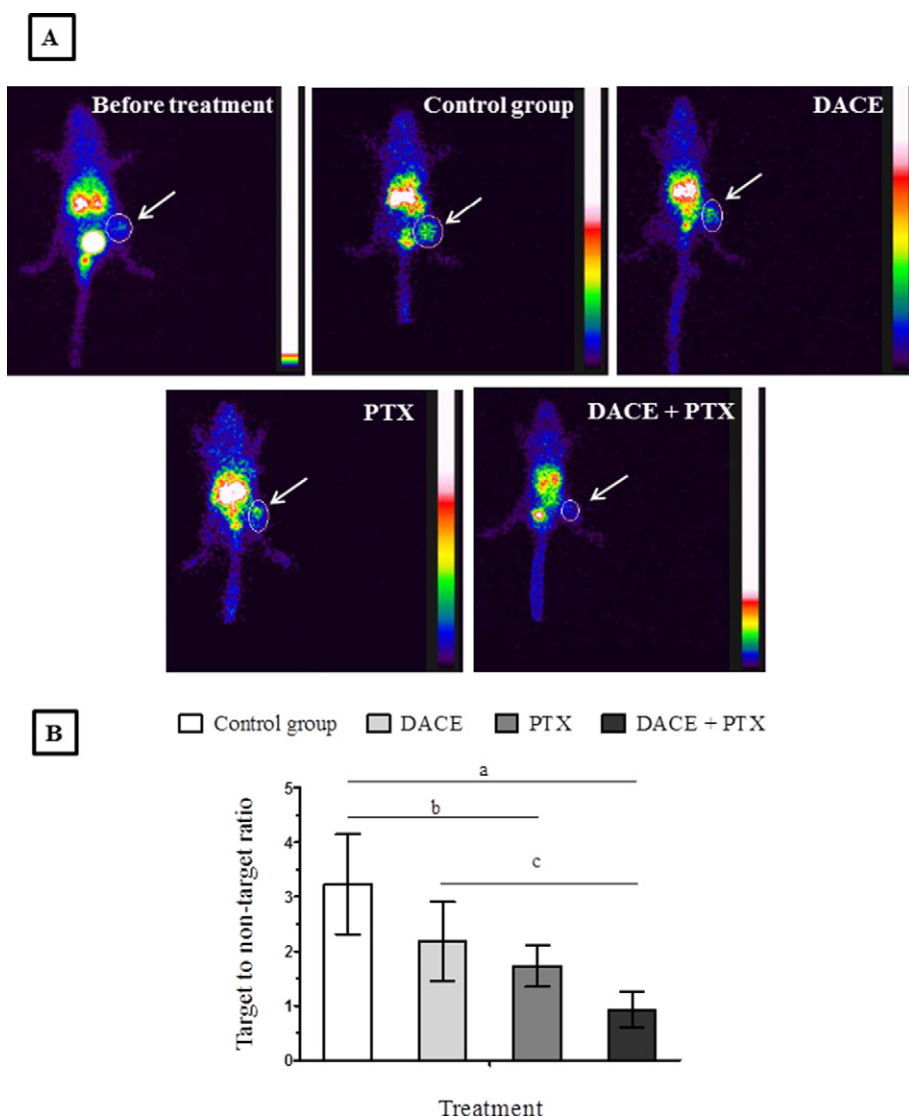 A
Before treatment
Control group
DACE
PTX
DACE + PTX
B
Control group DACE PTX DACE + PTX
a
b
c
5
4
3
2
1
0
Target to non-target ratio
Treatment